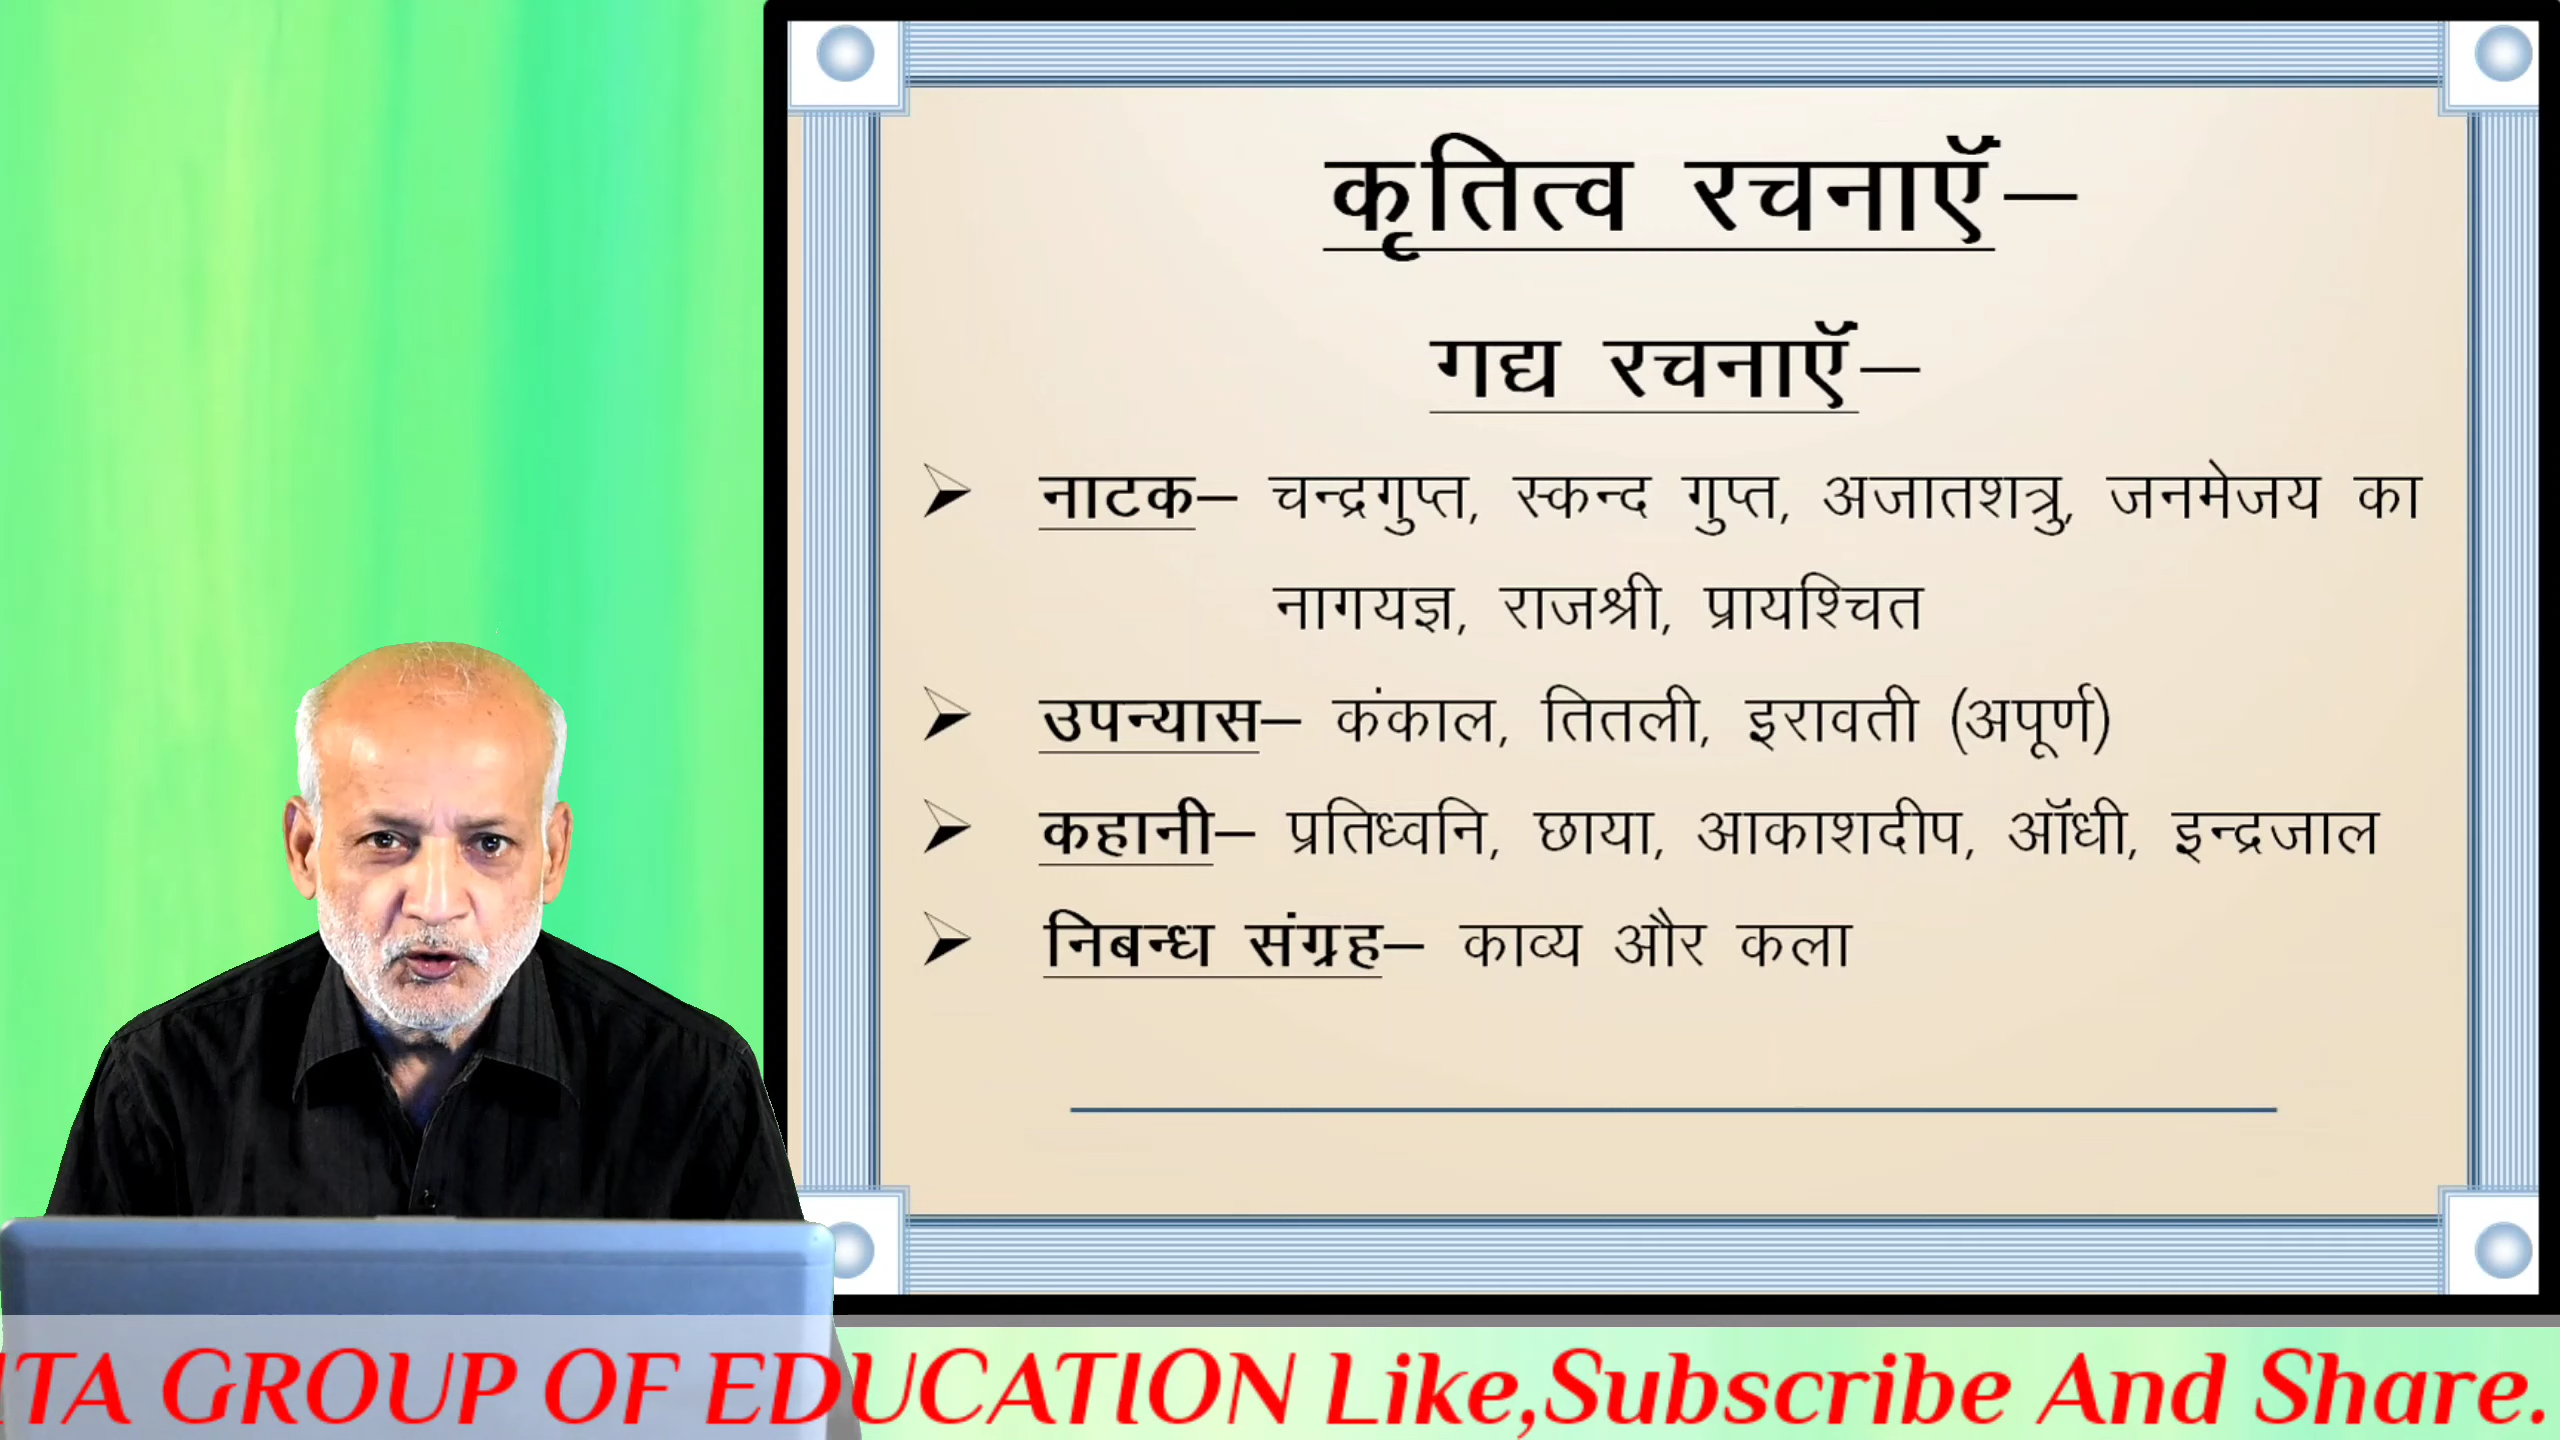 कृतित्व रचनाऍं–
गद्य रचनाऍं–
➢ नाटक– चन्द्रगुप्त, स्कन्द गुप्त, अजातशत्रु, जनमेजय का
नागयज्ञ, राजश्री, प्रायश्चित
➢ उपन्यास– कंकाल, तितली, इरावती (अपूर्ण)
➢ कहानी– प्रतिध्वनि, छाया, आकाशदीप, ऑंधी, इन्द्रजाल
➢ निबन्ध संग्रह– काव्य और कला
GROUP OF EDUCATION Like,Subscribe And Share.